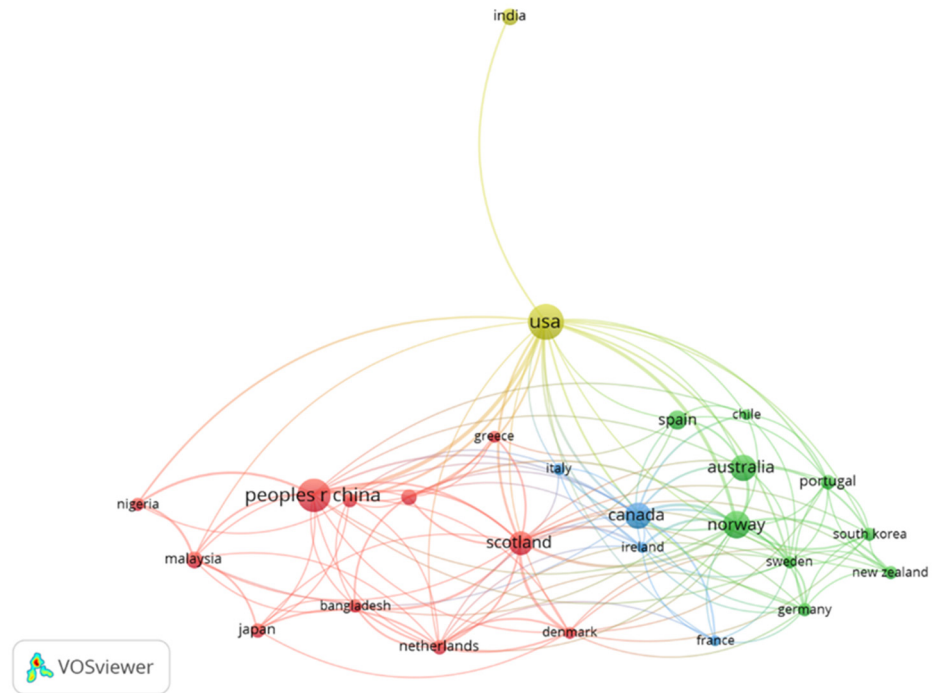 india
usa
chile
spain
greece
italy
australia
portugal
peoples r china
nigeria
canada
norway
south korea
scotland
ireland
malaysia
sweden
new zealand
bangladesh
germany
japan
denmark
france
netherlands
VOSviewer